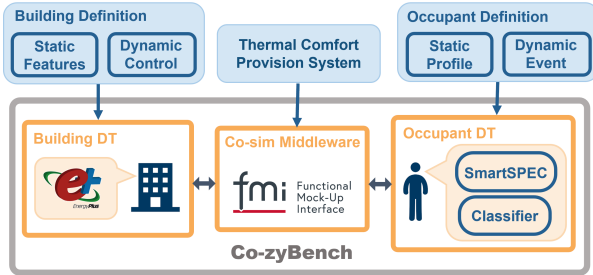 Building Definition
Static
Features
Dynamic
Control
Thermal Comfort
Provision System
Occupant Definition
Static
Profile
Dynamic
Event
Building DT
e+
EnergyPlus
Co-sim Middleware
fmi
Functional
Mock-Up
Interface
Occupant DT
SmartSPEC
Classifier
Co-zyBench